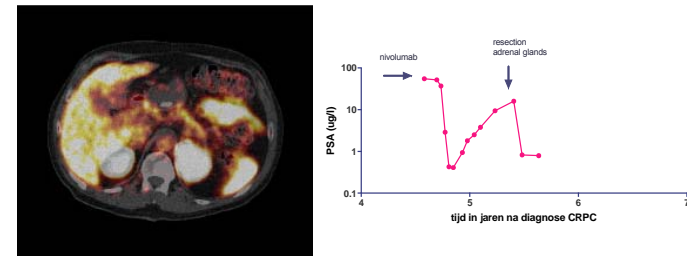 nivolumab
resection
adrenal glands
PSA (ug/l)
100
10
1
0.1
4
5
6
7
tijd in jaren na diagnose CRPC